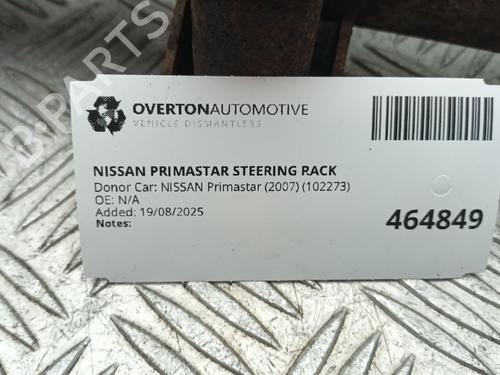 OVERTONAUTOMOTIVE
VEHICLE DISMANTLERS
NISSAN PRIMASTAR STEERING RACK
Donor Car: NISSAN Primastar (2007) (102273)
OE: N/A
Added: 19/08/2025
Notes:
464849